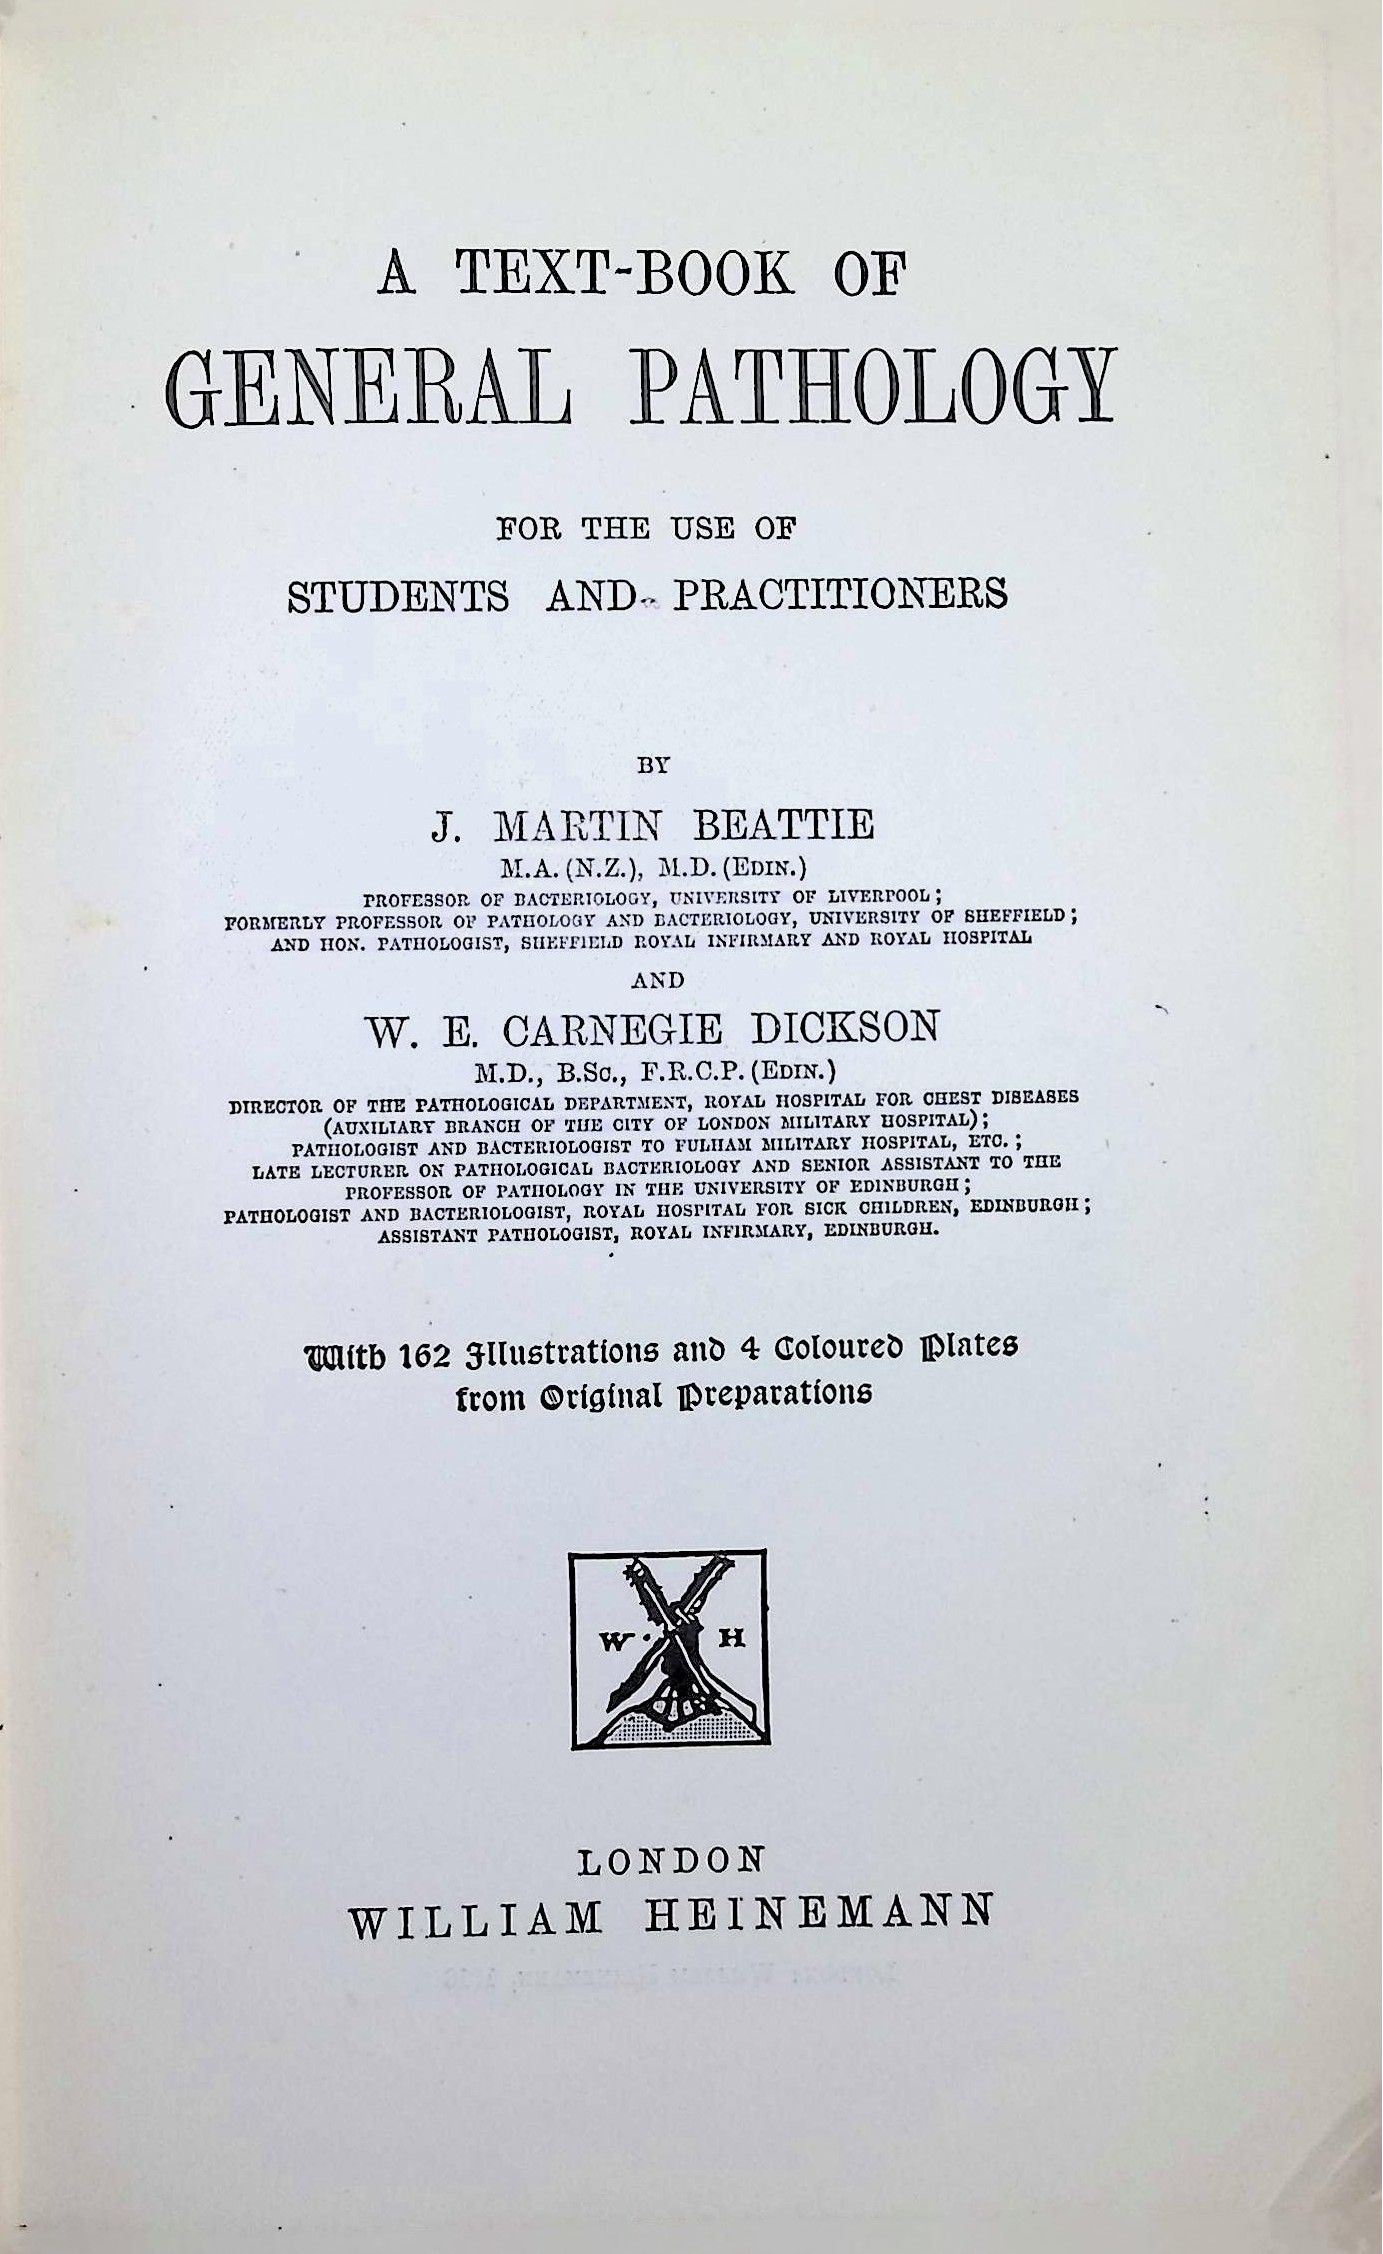 A TEXT-BOOK OF
GENERAL PATHOLOGY
FOR THE USE OF
STUDENTS AND PRACTITIONERS
BY
J. MARTIN BEATTIE
M.A. (N.Z.), M.D. (EDIN.)
PROFESSOR OF BACTERIOLOGY, UNIVERSITY OF LIVERPOOL;
FORMERLY PROFESSOR OF PATHOLOGY AND BACTERIOLOGY, UNIVERSITY OF SHEFFIELD;
AND HON. PATHOLOGIST, SHEFFIELD ROYAL INFIRMARY AND ROYAL HOSPITAL
AND
W. E. CARNEGIE DICKSON
M.D., B.Sc., F.R.C.P. (EDIN.)
DIRECTOR OF THE PATHOLOGICAL DEPARTMENT, ROYAL HOSPITAL FOR CHEST DISEASES
(AUXILIARY BRANCH OF THE CITY OF LONDON MILITARY HOSPITAL);
PATHOLOGIST AND BACTERIOLOGIST TO FULHAM MILITARY HOSPITAL, ETC.;
LATE LECTURER ON PATHOLOGICAL BACTERIOLOGY AND SENIOR ASSISTANT TO THE
PROFESSOR OF PATHOLOGY IN THE UNIVERSITY OF EDINBURGH;
PATHOLOGIST AND BACTERIOLOGIST, ROYAL HOSPITAL FOR SICK CHILDREN, EDINBURGH;
ASSISTANT PATHOLOGIST, ROYAL INFIRMARY, EDINBURGH.
With 162 Illustrations and 4 Coloured Plates
from Original Preparations
W · H
LONDON
WILLIAM HEINEMANN